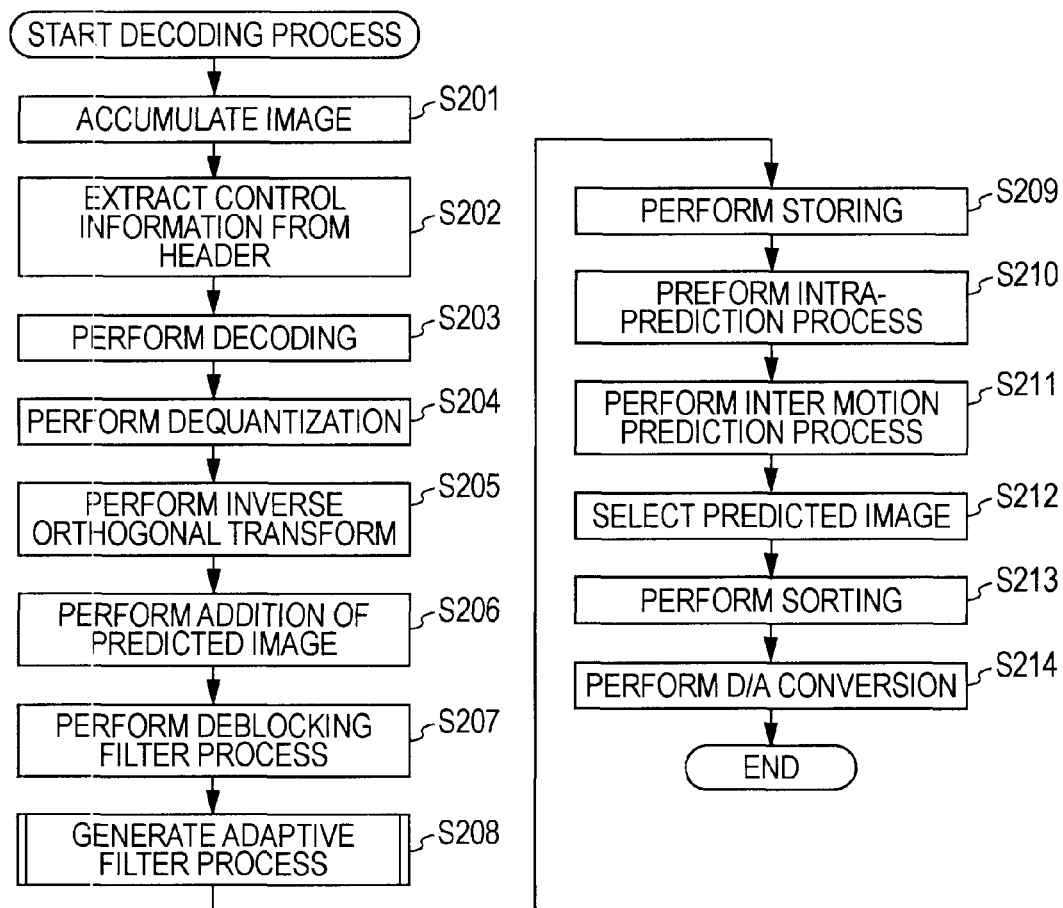 START DECODING PROCESS
ACCUMULATE IMAGE
S201
EXTRACT CONTROL
INFORMATION FROM
HEADER
S202
PERFORM DECODING
S203
PERFORM DEQUANTIZATION
S204
PERFORM INVERSE
ORTHOGONAL TRANSFORM
S205
PERFORM ADDITION OF
PREDICTED IMAGE
S206
PERFORM DEBLOCKING
FILTER PROCESS
S207
GENERATE ADAPTIVE
FILTER PROCESS
S208
PERFORM STORING
S209
PREFORM INTRA-
PREDICTION PROCESS
S210
PERFORM INTER MOTION
PREDICTION PROCESS
S211
SELECT PREDICTED IMAGE
S212
PERFORM SORTING
S213
PERFORM D/A CONVERSION
S214
END